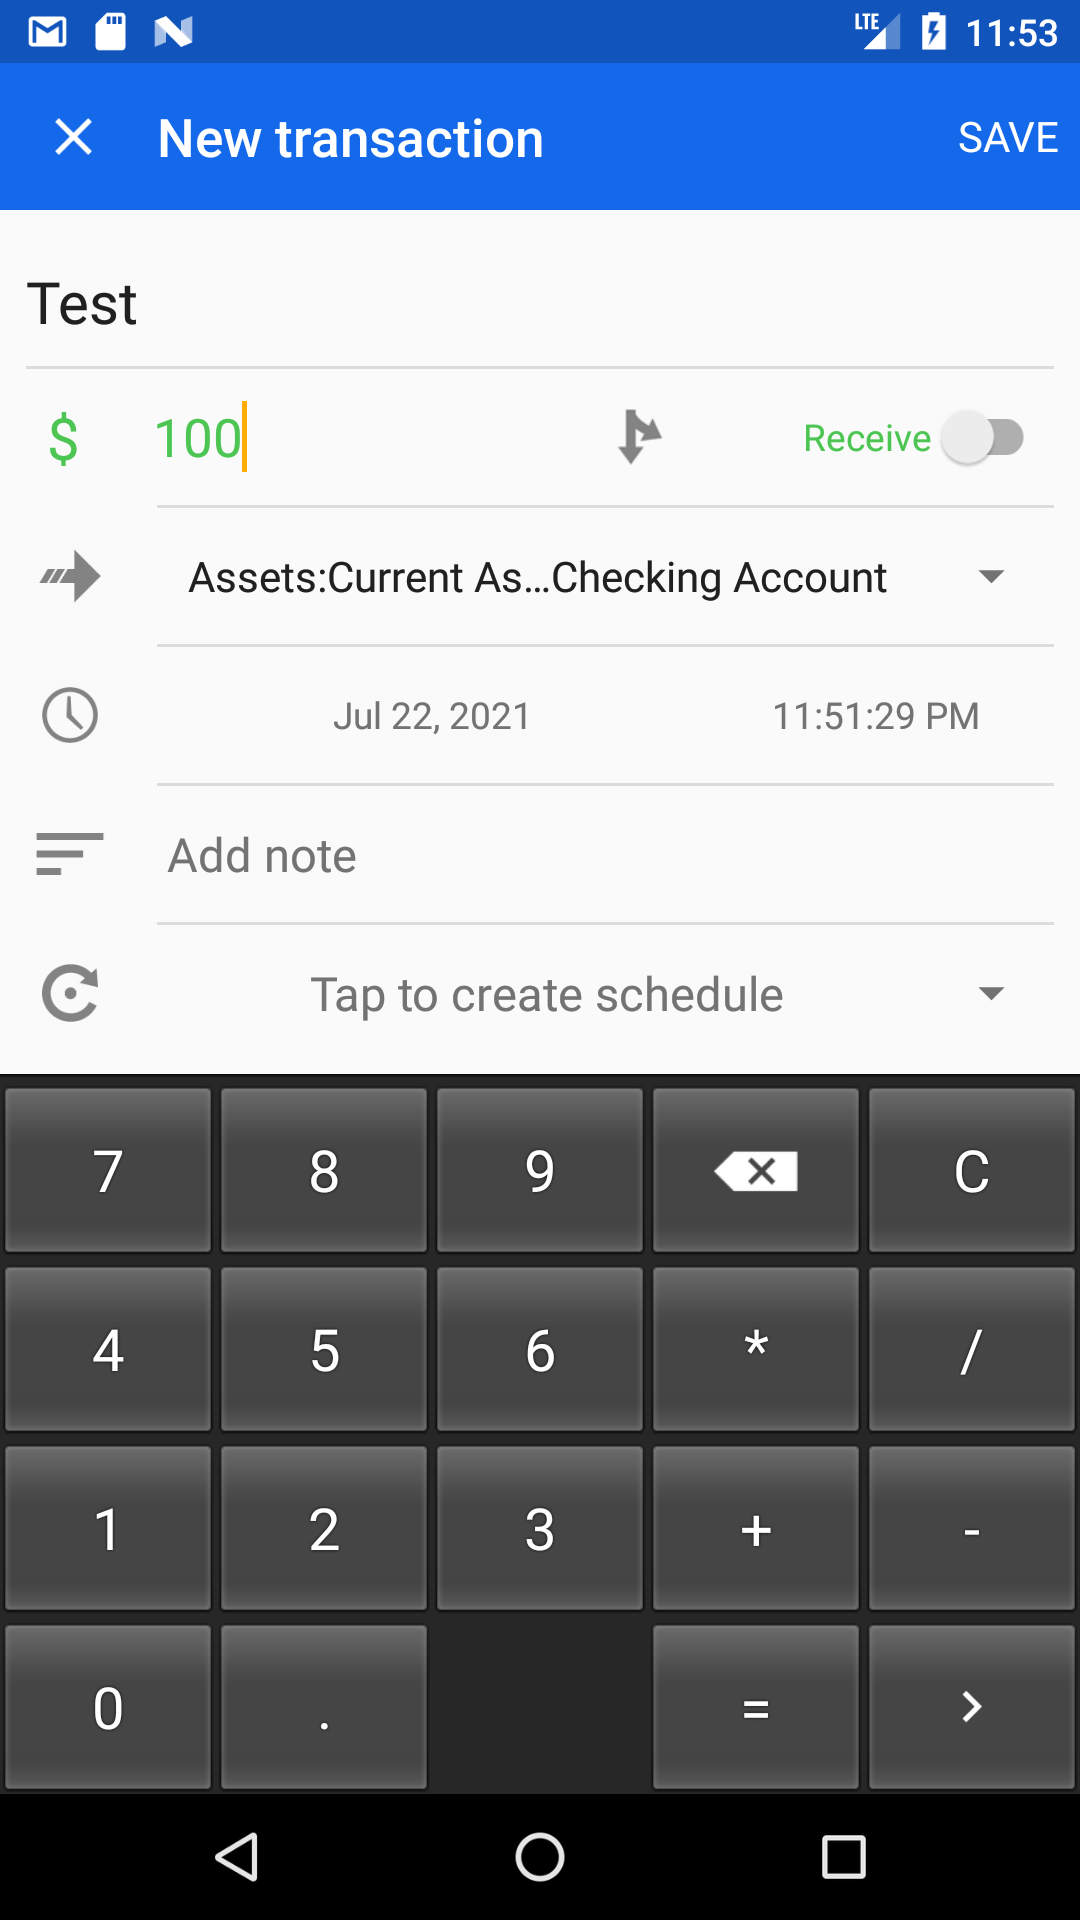 LTE 11:53
New transaction SAVE
Test
$ 100 Receive
Assets:Current As...Checking Account
Jul 22, 2021 11:51:29 PM
Add note
Tap to create schedule
7 8 9 C
4 5 6 * /
1 2 3 + -
0 . = >